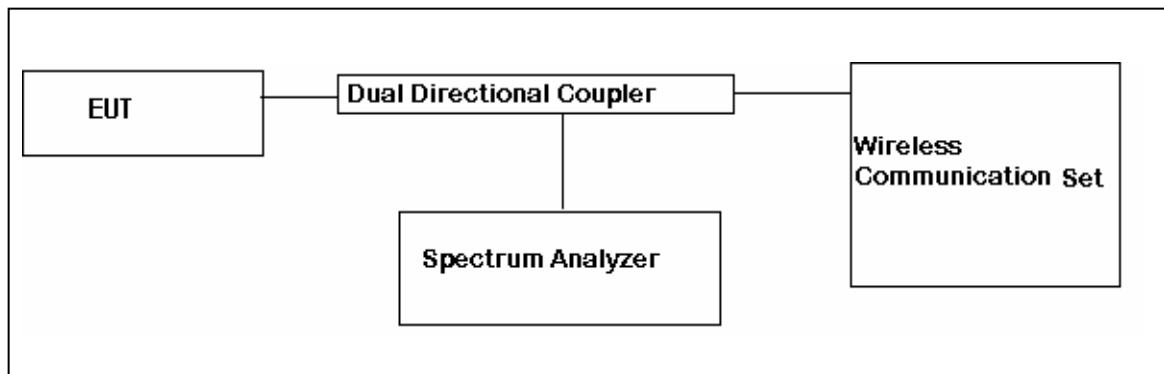 EUT
Dual Directional Coupler
Wireless
Communication Set
Spectrum Analyzer